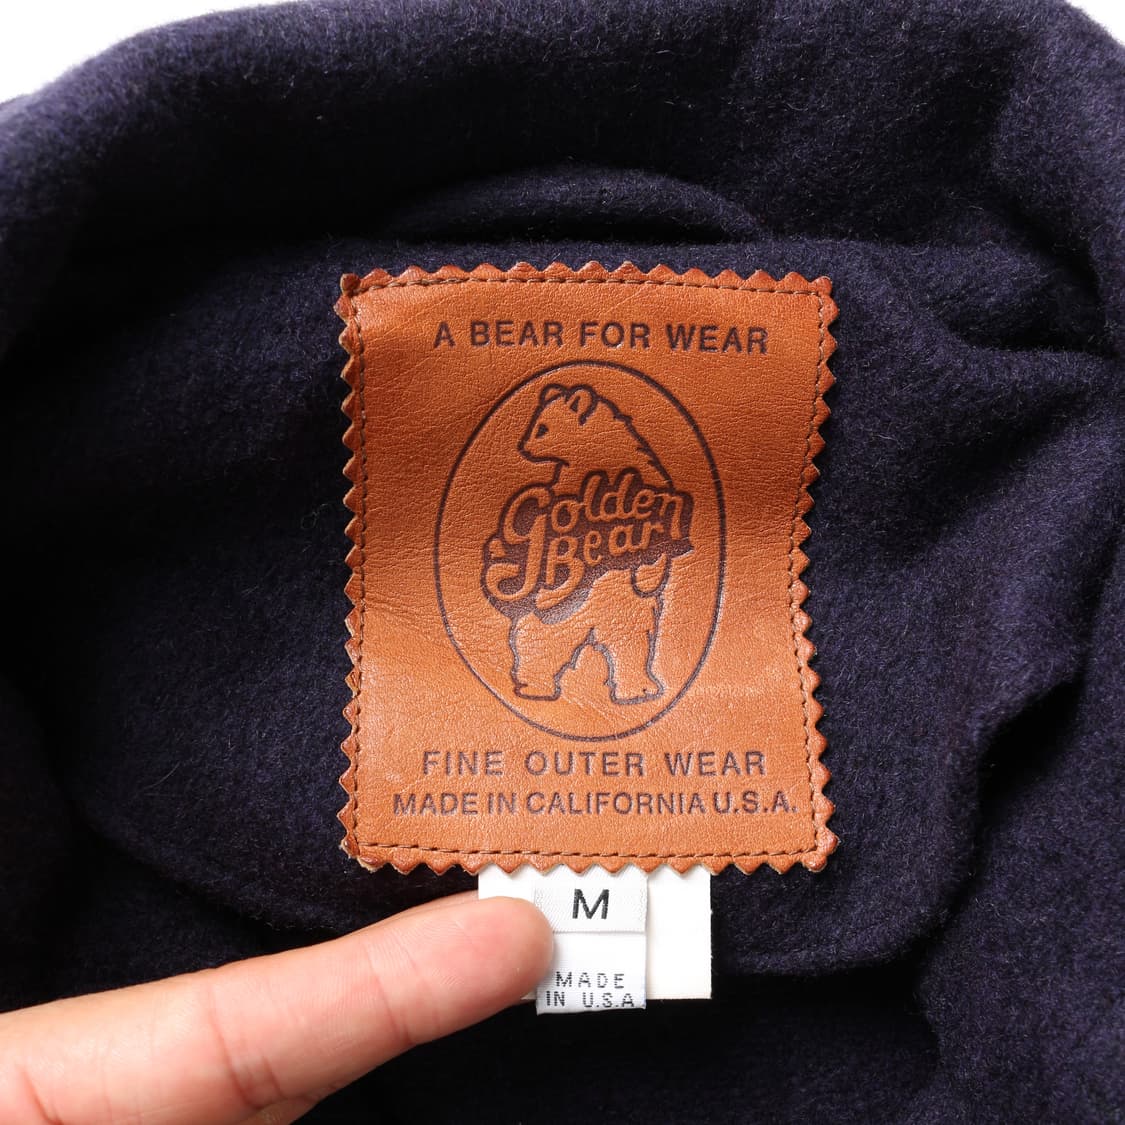 A BEAR FOR WEAR
Golden
Bear
FINE OUTER WEAR
MADE IN CALIFORNIA U.S.A.
M
MADE
IN U.S.A